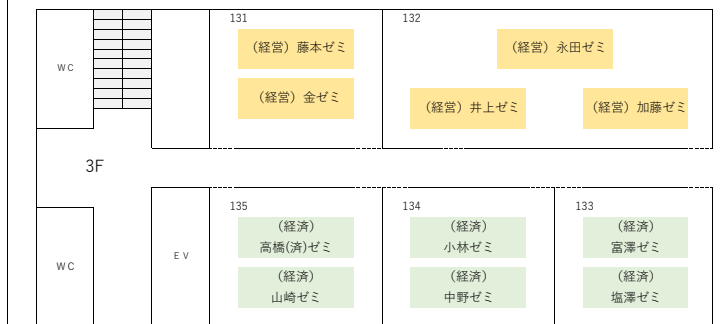 131
132
（経営）藤本ゼミ
（経営）永田ゼミ
WC
（経営）金ゼミ
（経営）井上ゼミ
（経営）加藤ゼミ
3F
135
134
133
（経済）
高橋(済)ゼミ
（経済）
小林ゼミ
（経済）
富澤ゼミ
EV
WC
（経済）
山崎ゼミ
（経済）
中野ゼミ
（経済）
塩澤ゼミ